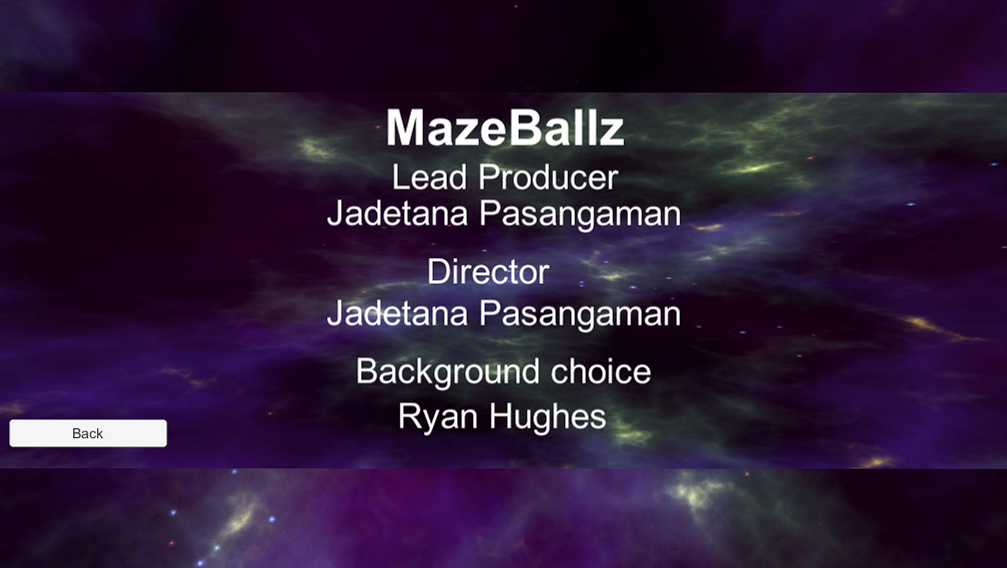 MazeBallz
Lead Producer
Jadetana Pasangaman
Director
Jadetana Pasangaman
Background choice
Ryan Hughes
Back